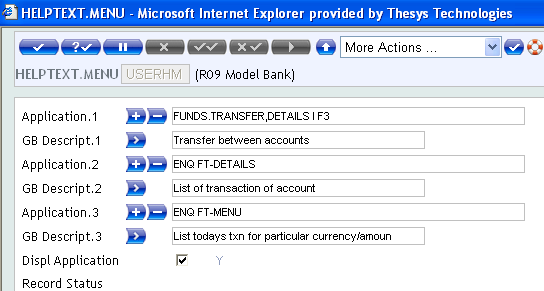 HELPTEXT.MENU - Microsoft Internet Explorer provided by Thesys Technologies
More Actions ...
HELPTEXT.MENU USERHM (R09 Model Bank)
Application.1 FUNDS.TRANSFER,DETAILS I F3
GB Descript.1 Transfer between accounts
Application.2 ENQ FT-DETAILS
GB Descript.2 List of transaction of account
Application.3 ENQ FT-MENU
GB Descript.3 List todays txn for particular currency/amoun
Displ Application Y
Record Status